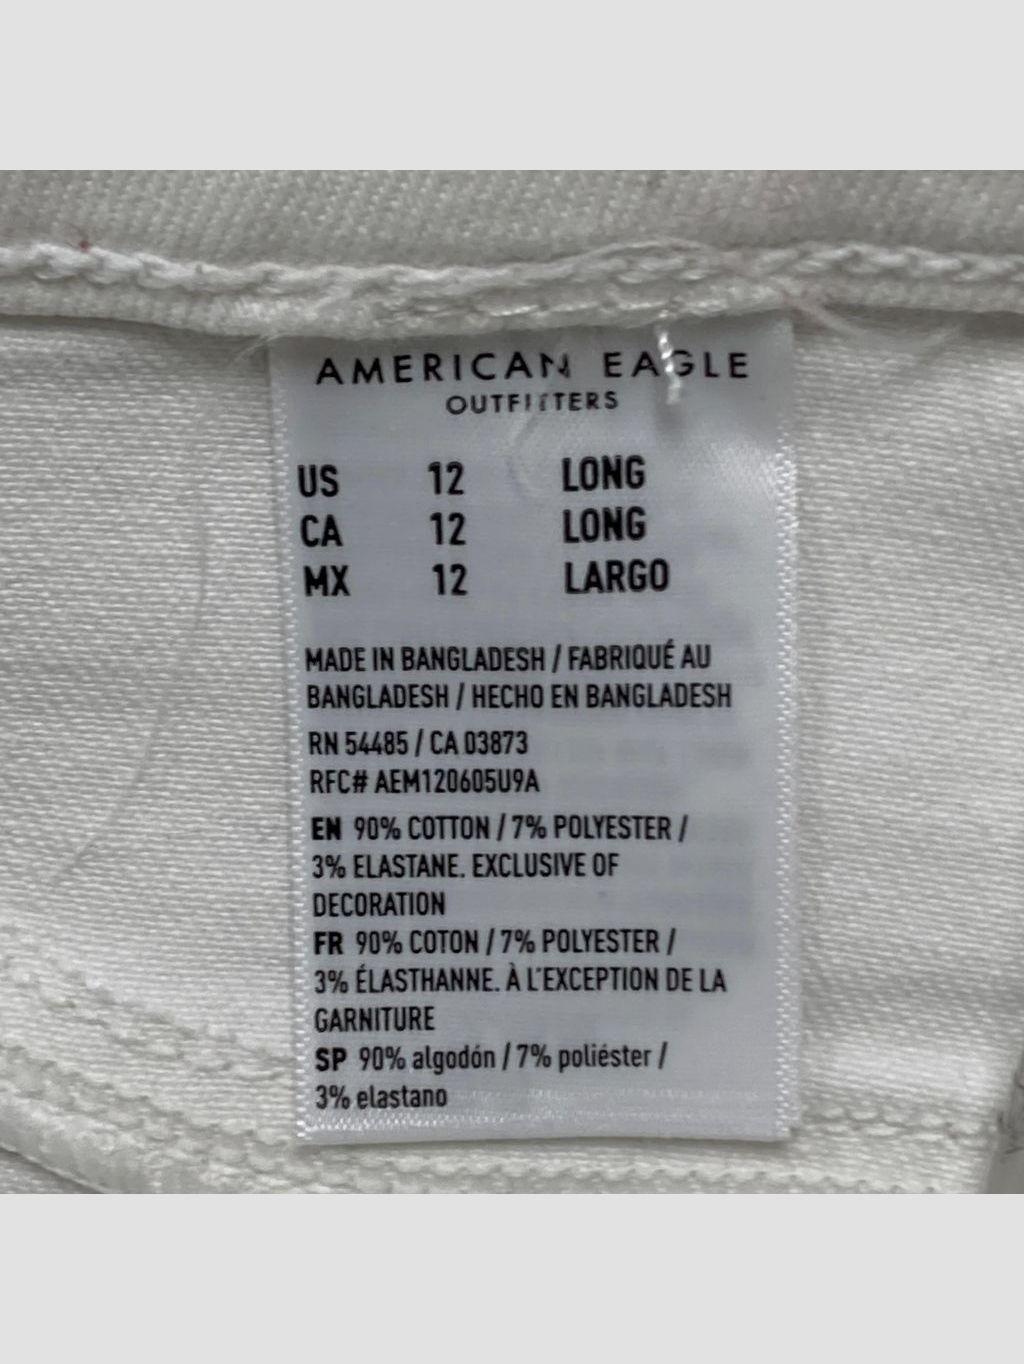 AMERICAN EAGLE
OUTFITTERS
US 12 LONG
CA 12 LONG
MX 12 LARGO
MADE IN BANGLADESH / FABRIQUÉ AU
BANGLADESH / HECHO EN BANGLADESH
RN 54485 / CA 03873
RFC# AEM120605U9A
EN 90% COTTON / 7% POLYESTER /
3% ELASTANE. EXCLUSIVE OF
DECORATION
FR 90% COTON / 7% POLYESTER /
3% ÉLASTHANNE. À L'EXCEPTION DE LA
GARNITURE
SP 90% algodón / 7% poliéster /
3% elastano